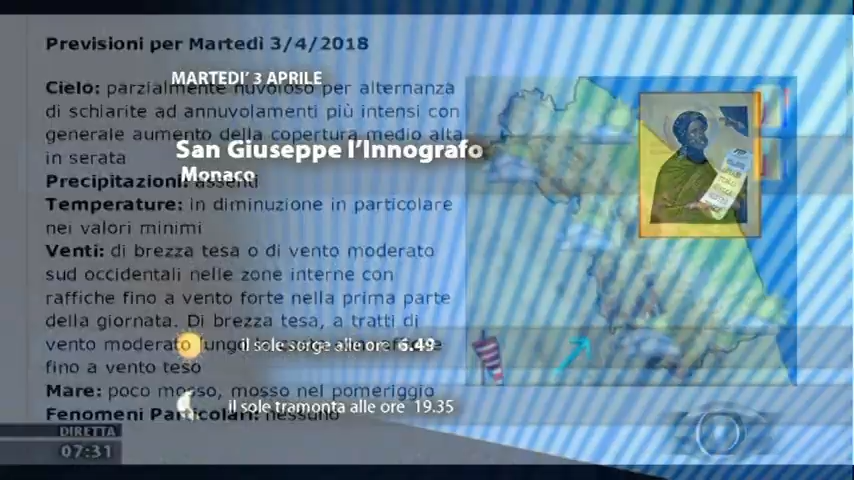 Previsioni per Martedì 3/4/2018
MARTEDI' 3 APRILE
Cielo: parzialmente nuvoloso per alternanza
di schiarite ad annuvolamenti più intensi con
generale aumento della copertura medio alta
in serata
San Giuseppe l'Innografo
Monaco
Precipitazioni: assenti
Temperature: in diminuzione in particolare
nei valori minimi
Venti: di brezza tesa o di vento moderato
sud occidentali nelle zone interne con
raffiche fino a vento forte nella prima parte
della giornata. Di brezza tesa, a tratti di
vento moderato lungo
il sole sorge alle ore 6.49
fino a vento teso
Mare: poco mosso, mosso nel pomeriggio
il sole tramonta alle ore 19.35
Fenomeni Particolari: nessuno
DIRETTA
07:31